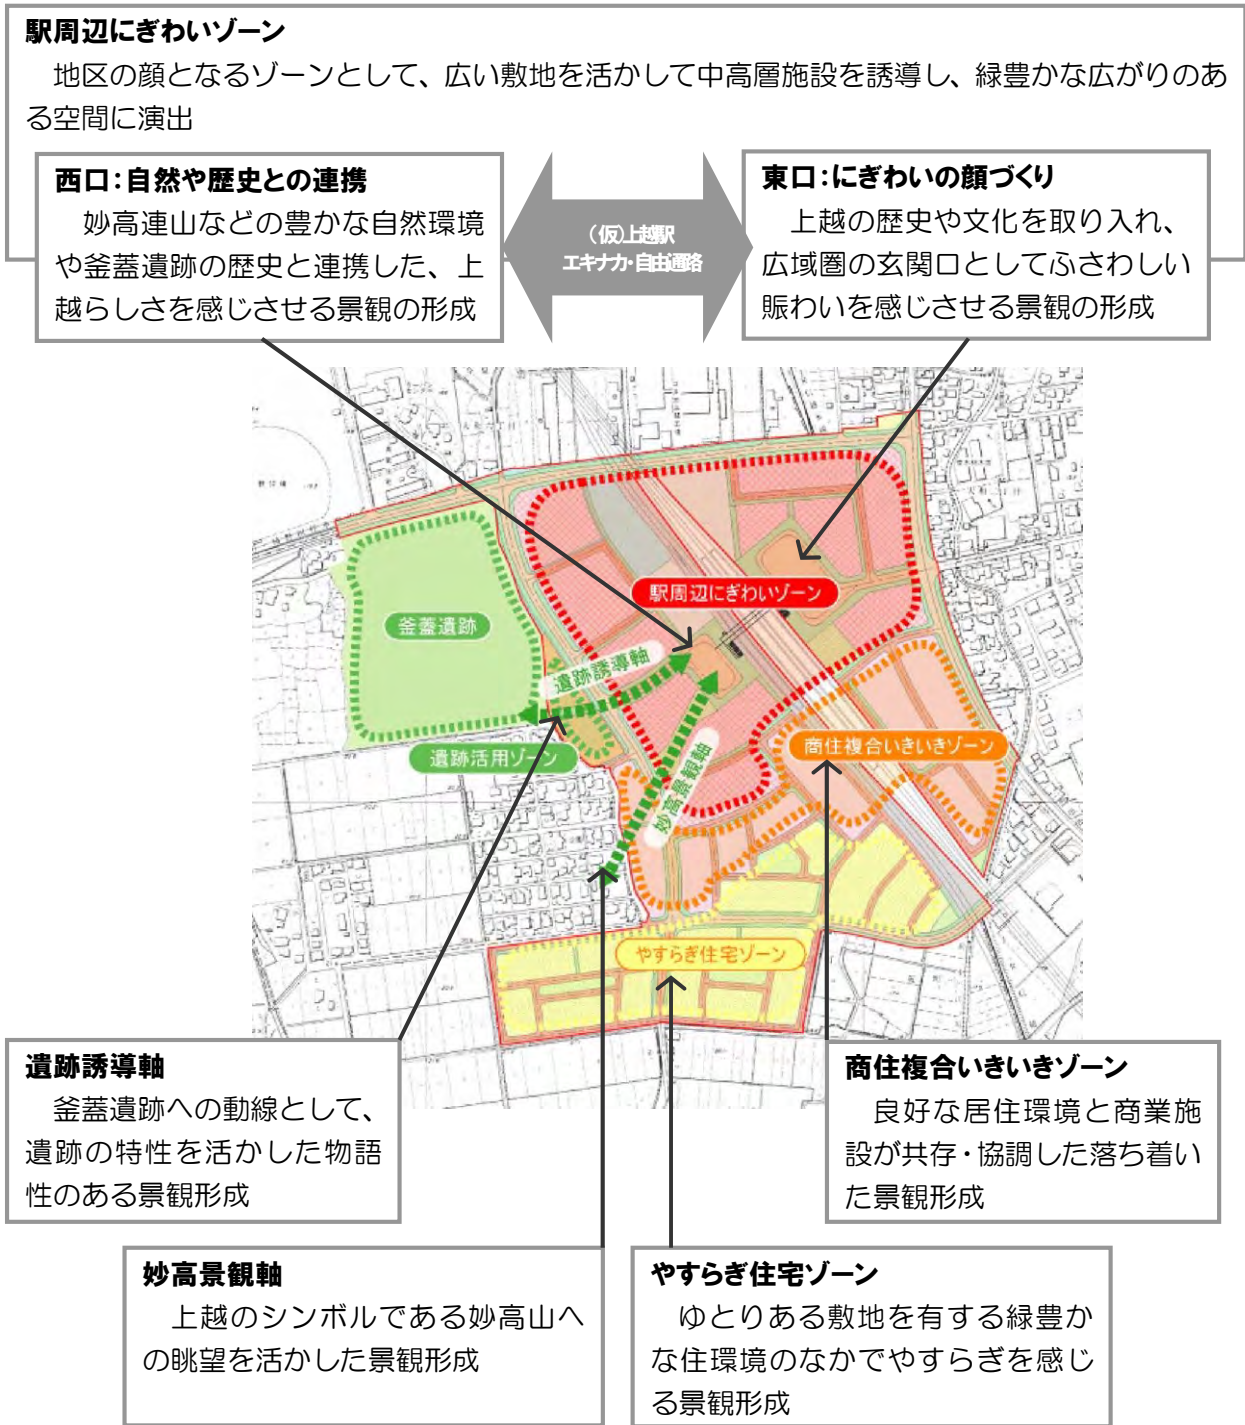 駅周辺にぎわいゾーン
地区の顔となるゾーンとして、広い敷地を活かして中高層施設を誘導し、緑豊かな広がりのあ
る空間に演出
西口：自然や歴史との連携
妙高連山などの豊かな自然環境
や釜蓋遺跡の歴史と連携した、上
越らしさを感じさせる景観の形成
（仮）上越駅
エキナカ・自由通路
東口：にぎわいの顔づくり
上越の歴史や文化を取り入れ、
広域圏の玄関口としてふさわしい
賑わいを感じさせる景観の形成
駅周辺にぎわいゾーン
釜蓋遺跡
遺跡誘導軸
遺跡活用ゾーン
商住複合いきいきゾーン
妙高景観軸
やすらぎ住宅ゾーン
遺跡誘導軸
釜蓋遺跡への動線として、
遺跡の特性を活かした物語
性のある景観形成
商住複合いきいきゾーン
良好な居住環境と商業施
設が共存・協調した落ち着い
た景観形成
妙高景観軸
上越のシンボルである妙高山へ
の眺望を活かした景観形成
やすらぎ住宅ゾーン
ゆとりある敷地を有する緑豊か
な住環境のなかでやすらぎを感じ
る景観形成